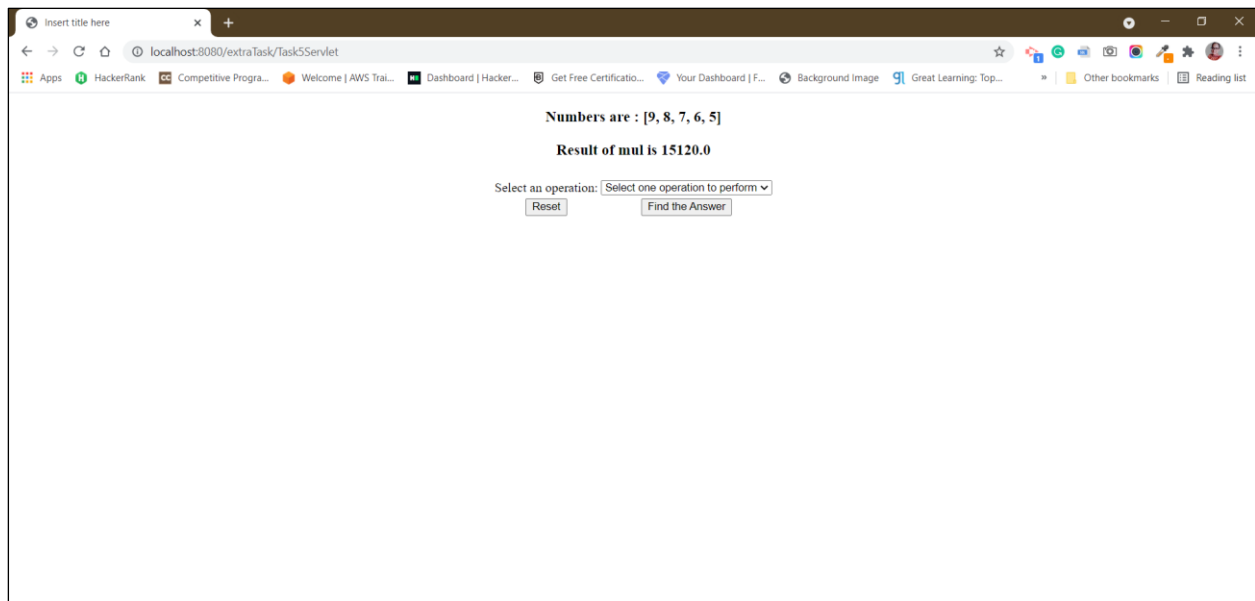 Insert title here
localhost:8080/extraTask/Task5Servlet
Apps HackerRank CC Competitive Progra... Welcome | AWS Trai... Dashboard | Hacker... Get Free Certificatio... Your Dashboard | F... Background Image Great Learning: Top... » Other bookmarks Reading list
Numbers are : [9, 8, 7, 6, 5]
Result of mul is 15120.0
Select an operation: Select one operation to perform
Reset Find the Answer